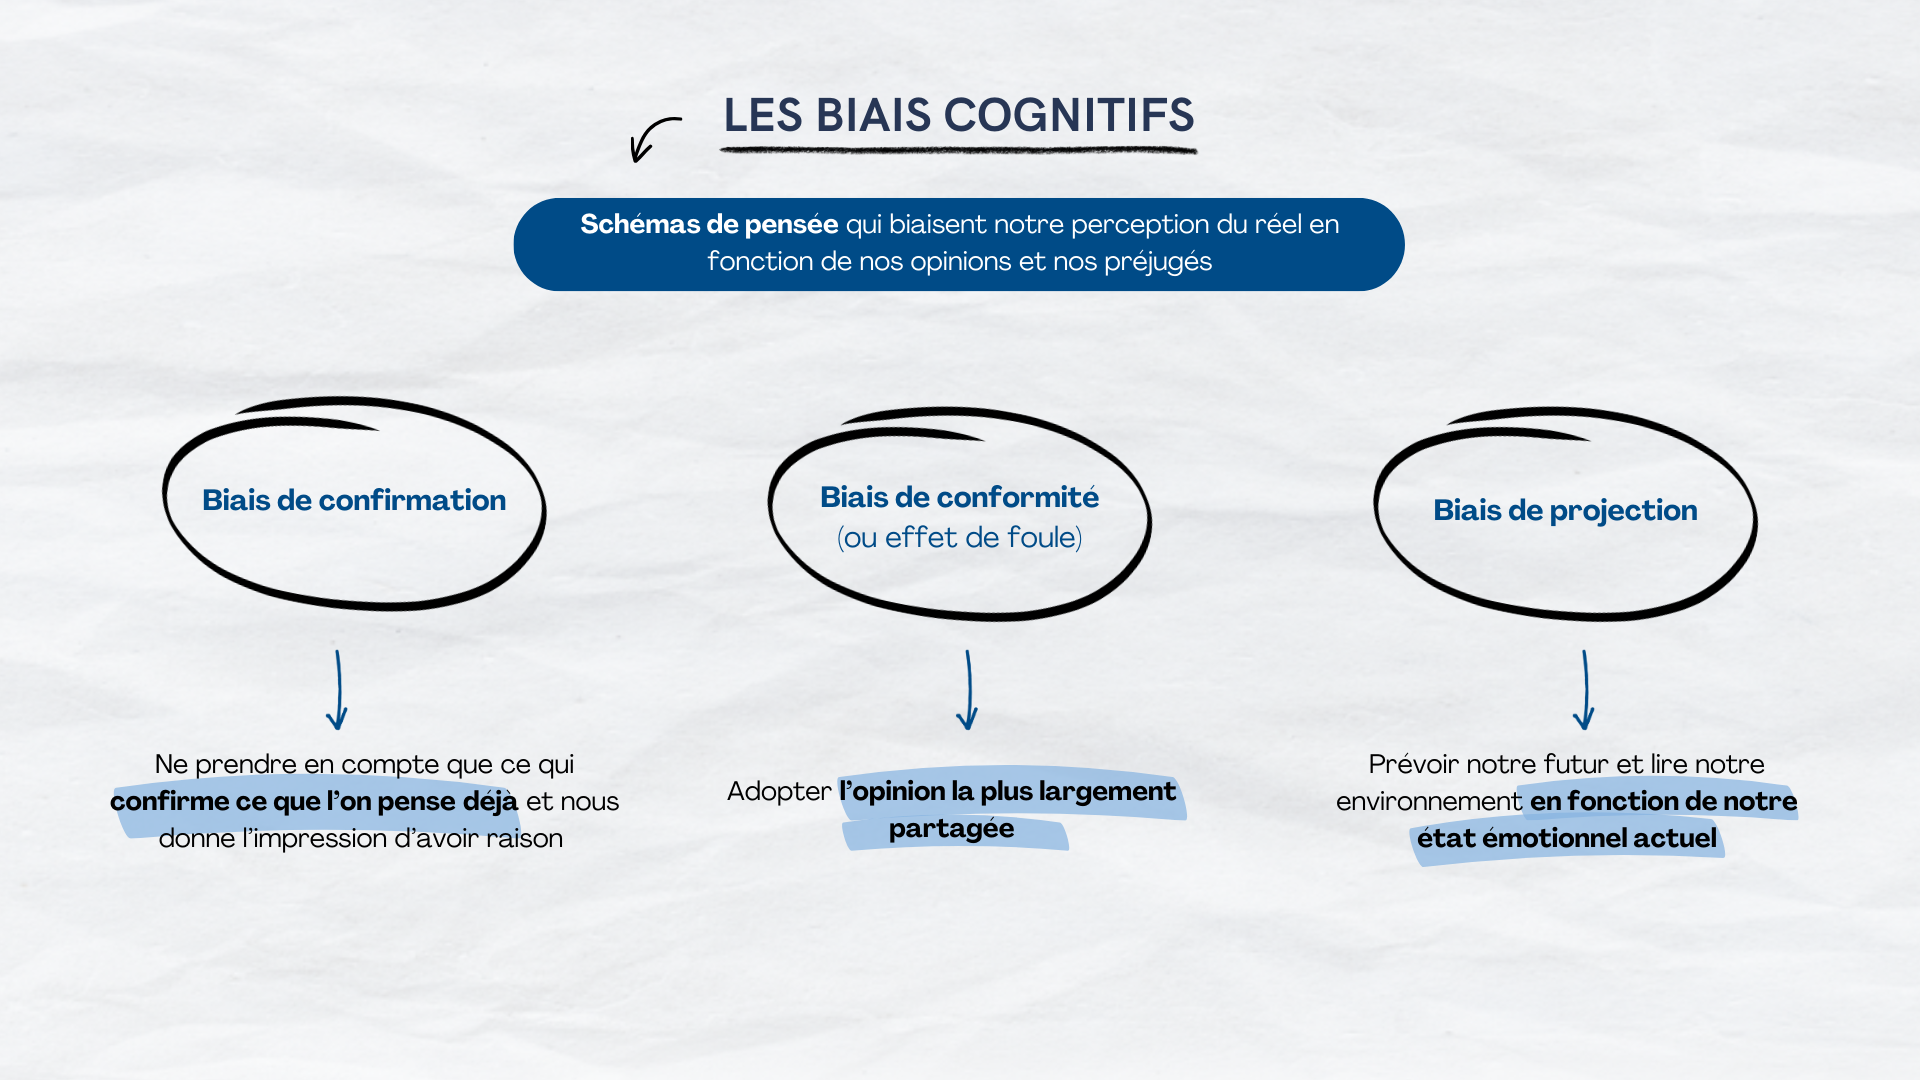 LES BIAIS COGNITIFS
Schémas de pensée qui biaisent notre perception du réel en
fonction de nos opinions et nos préjugés
Biais de confirmation
Ne prendre en compte que ce qui
confirme ce que l’on pense déjà et nous
donne l’impression d’avoir raison
Biais de conformité
(ou effet de foule)
Adopter l’opinion la plus largement
partagée
Biais de projection
Prévoir notre futur et lire notre
environnement en fonction de notre
état émotionnel actuel